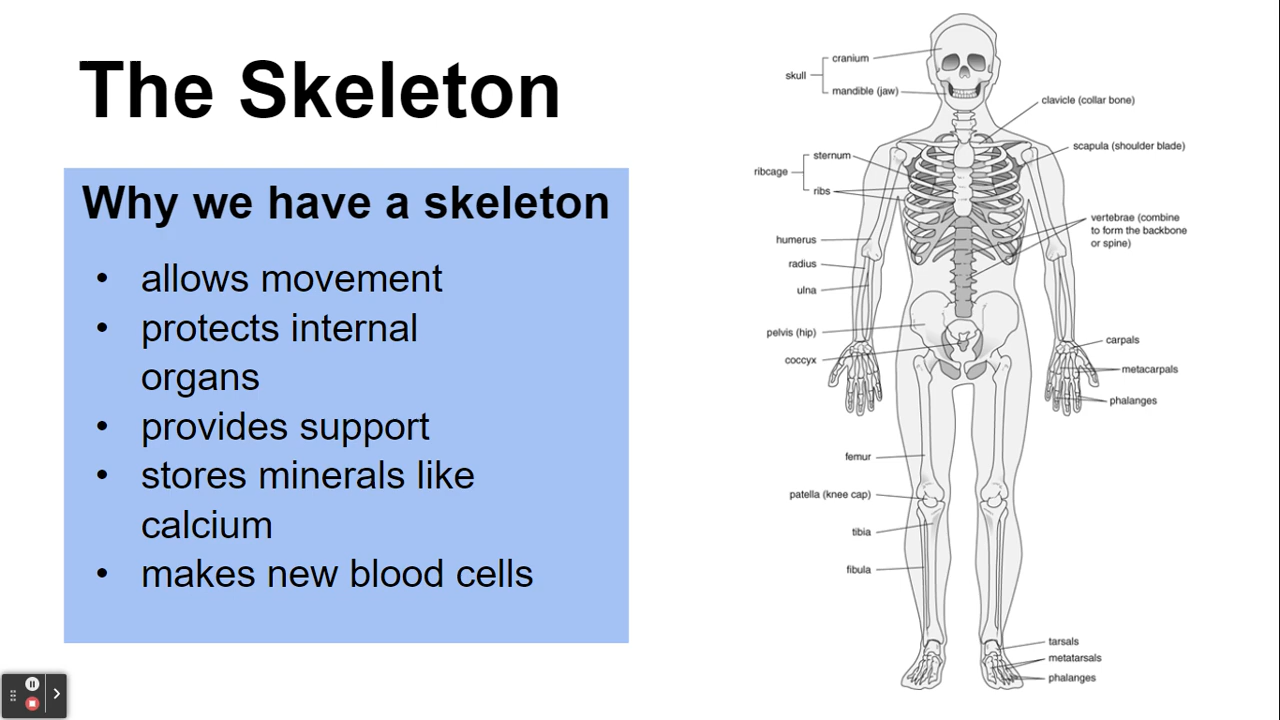 The Skeleton
Why we have a skeleton
• allows movement
• protects internal
organs
• provides support
• stores minerals like
calcium
• makes new blood cells
cranium
skull
mandible (jaw)
clavicle (collar bone)
scapula (shoulder blade)
sternum
ribcage
ribs
vertebrae (combine
to form the backbone
or spine)
humerus
radius
ulna
pelvis (hip)
coccyx
carpals
metacarpals
phalanges
femur
patella (knee cap)
tibia
fibula
tarsals
metatarsals
phalanges